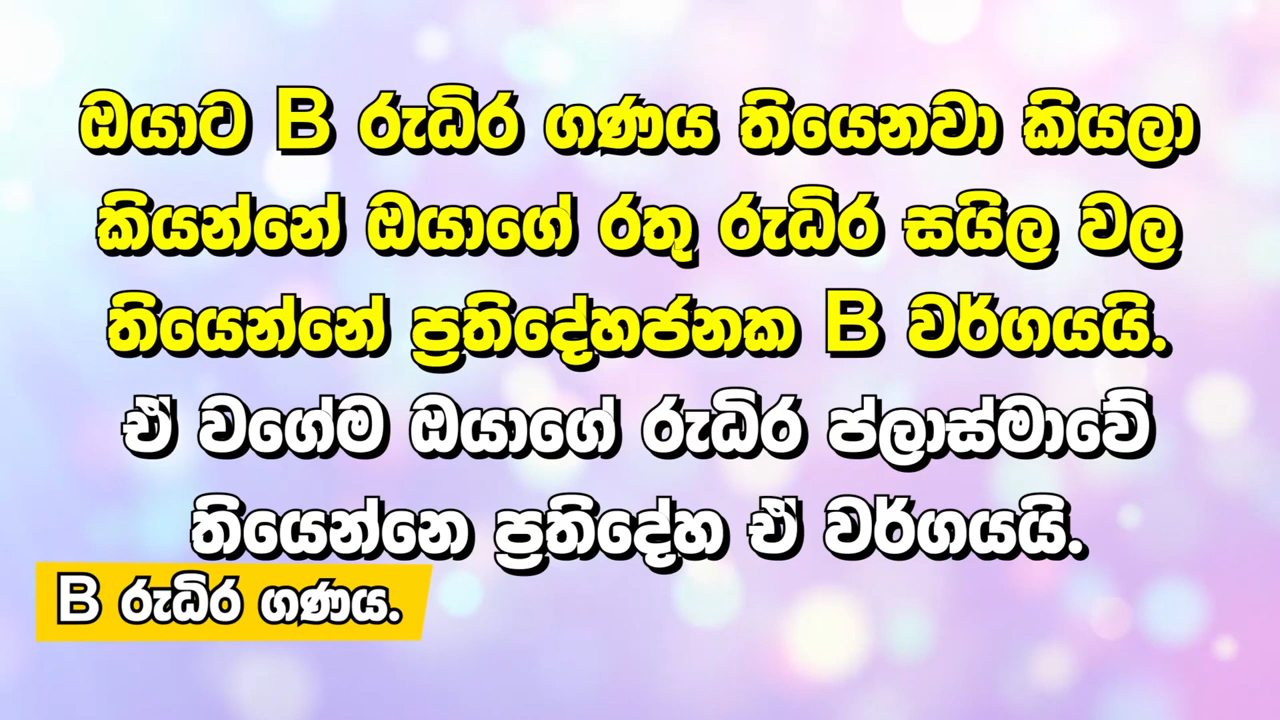 ඔයාට B රුධිර ගණය තියෙනවා කියලා
කියන්නේ ඔයාගේ රතු රුධිර සයිල වල
තියෙන්නේ ප්‍රතිදේහජනක B වර්ගයයි.
ඒ වගේම ඔයාගේ රුධිර ප්ලාස්මාවේ
තියෙන්නෙ ප්‍රතිදේහ ඒ වර්ගයයි.
B රුධිර ගණය.